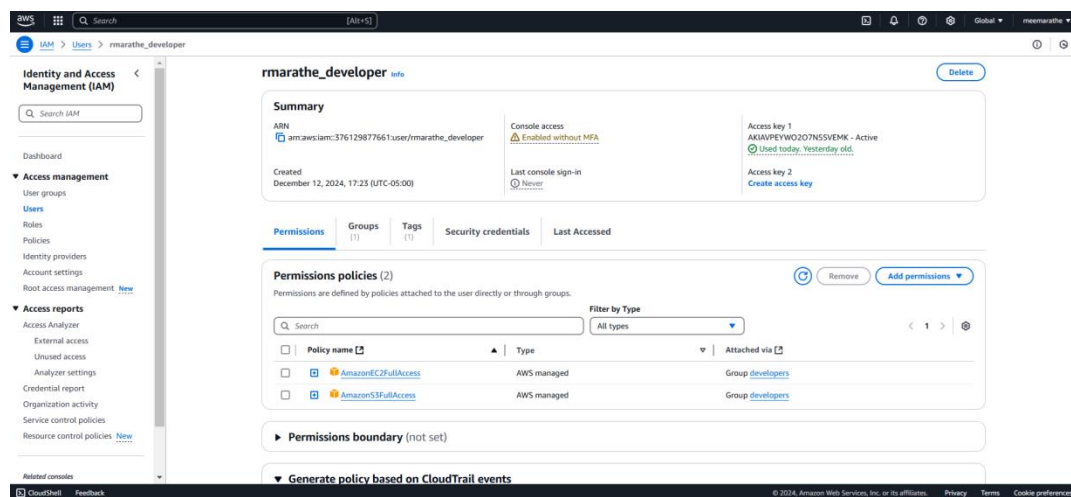 aws
Search
[Alt+S]
Global
meemarathe
IAM > Users > rmarathe_developer
Identity and Access Management (IAM)
Search IAM
Dashboard
Access management
User groups
Users
Roles
Policies
Identity providers
Account settings
Root access management New
Access reports
Access Analyzer
External access
Unused access
Analyzer settings
Credential report
Organization activity
Service control policies
Resource control policies New
Related consoles
rmarathe_developer Info
Delete
Summary
ARN
arn:aws:iam::376129877661:user/rmarathe_developer
Console access
Enabled without MFA
Access key 1
AKIAVPEYWO2O7N5SVEMK - Active
Used today. Yesterday old.
Created
December 12, 2024, 17:23 (UTC-05:00)
Last console sign-in
Never
Access key 2
Create access key
Permissions
Groups (1)
Tags (1)
Security credentials
Last Accessed
Permissions policies (2)
Remove
Add permissions
Permissions are defined by policies attached to the user directly or through groups.
Filter by Type
Search
All types
1
Policy name
Type
Attached via
AmazonEC2FullAccess
AWS managed
Group developers
AmazonS3FullAccess
AWS managed
Group developers
Permissions boundary (not set)
Generate policy based on CloudTrail events
CloudShell Feedback
© 2024, Amazon Web Services, Inc. or its affiliates. Privacy Terms Cookie preferences